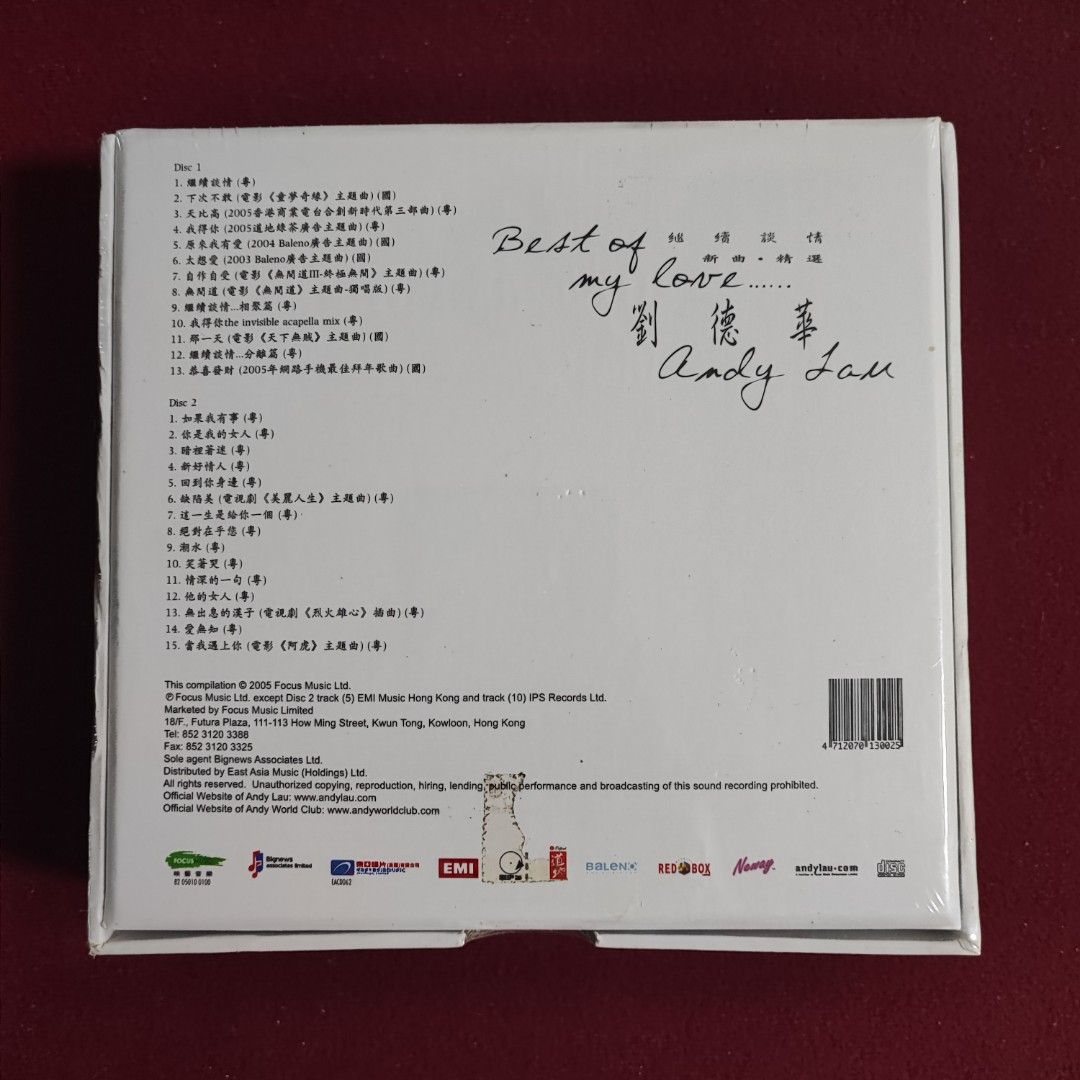 Disc 1
1. 繼續談情 (粵)
2. 下次不敢 (電影《童夢奇緣》主題曲) (國)
3. 天比高 (2005香港商業電台合創新時代第三部曲) (粵)
4. 我得你 (2005道地綠茶廣告主題曲) (粵)
5. 原來我有愛 (2004 Baleno廣告主題曲) (國)
6. 太想愛 (2003 Baleno廣告主題曲) (國)
7. 自作自受 (電影《無間道III-終極無間》主題曲) (粵)
8. 無間道 (電影《無間道》主題曲-獨唱版) (粵)
9. 繼續談情...相聚篇 (粵)
10. 我得你the invisible acapella mix (粵)
11. 那一天 (電影《天下無賊》主題曲) (國)
12. 繼續談情...分離篇 (粵)
13. 恭喜發財 (2005年網路手機最佳拜年歌曲) (國)
Disc 2
1. 如果我有事 (粵)
2. 你是我的女人 (粵)
3. 暗裡著迷 (粵)
4. 新好情人 (粵)
5. 回到你身邊 (粵)
6. 缺陷美 (電視劇《美麗人生》主題曲) (粵)
7. 這一生是給你一個 (粵)
8. 絕對在乎您 (粵)
9. 潮水 (粵)
10. 笑著哭 (粵)
11. 情深的一句 (粵)
12. 他的女人 (粵)
13. 無出息的漢子 (電視劇《烈火雄心》插曲) (粵)
14. 愛無知 (粵)
15. 當我遇上你 (電影《阿虎》主題曲) (粵)
Best of 继續談情
新曲·精選
my love......
劉德華
Andy Lau
This compilation © 2005 Focus Music Ltd.
℗ Focus Music Ltd. except Disc 2 track (5) EMI Music Hong Kong and track (10) IPS Records Ltd.
Marketed by Focus Music Limited
18/F., Futura Plaza, 111-113 How Ming Street, Kwun Tong, Kowloon, Hong Kong
Tel: 852 3120 3388
Fax: 852 3120 3325
Sole agent Bignews Associates Ltd.
Distributed by East Asia Music (Holdings) Ltd.
All rights reserved. Unauthorized copying, reproduction, hiring, lending, public performance and broadcasting of this sound recording prohibited.
Official Website of Andy Lau: www.andylau.com
Official Website of Andy World Club: www.andyworldclub.com
4 712070 130025
FOCUS
映藝音樂
82 05010 0100
Bignews
associates limited
東亞唱片
EACD062
EMI
道地
BALENO
RED BOX
Neway
andylau.com
disc